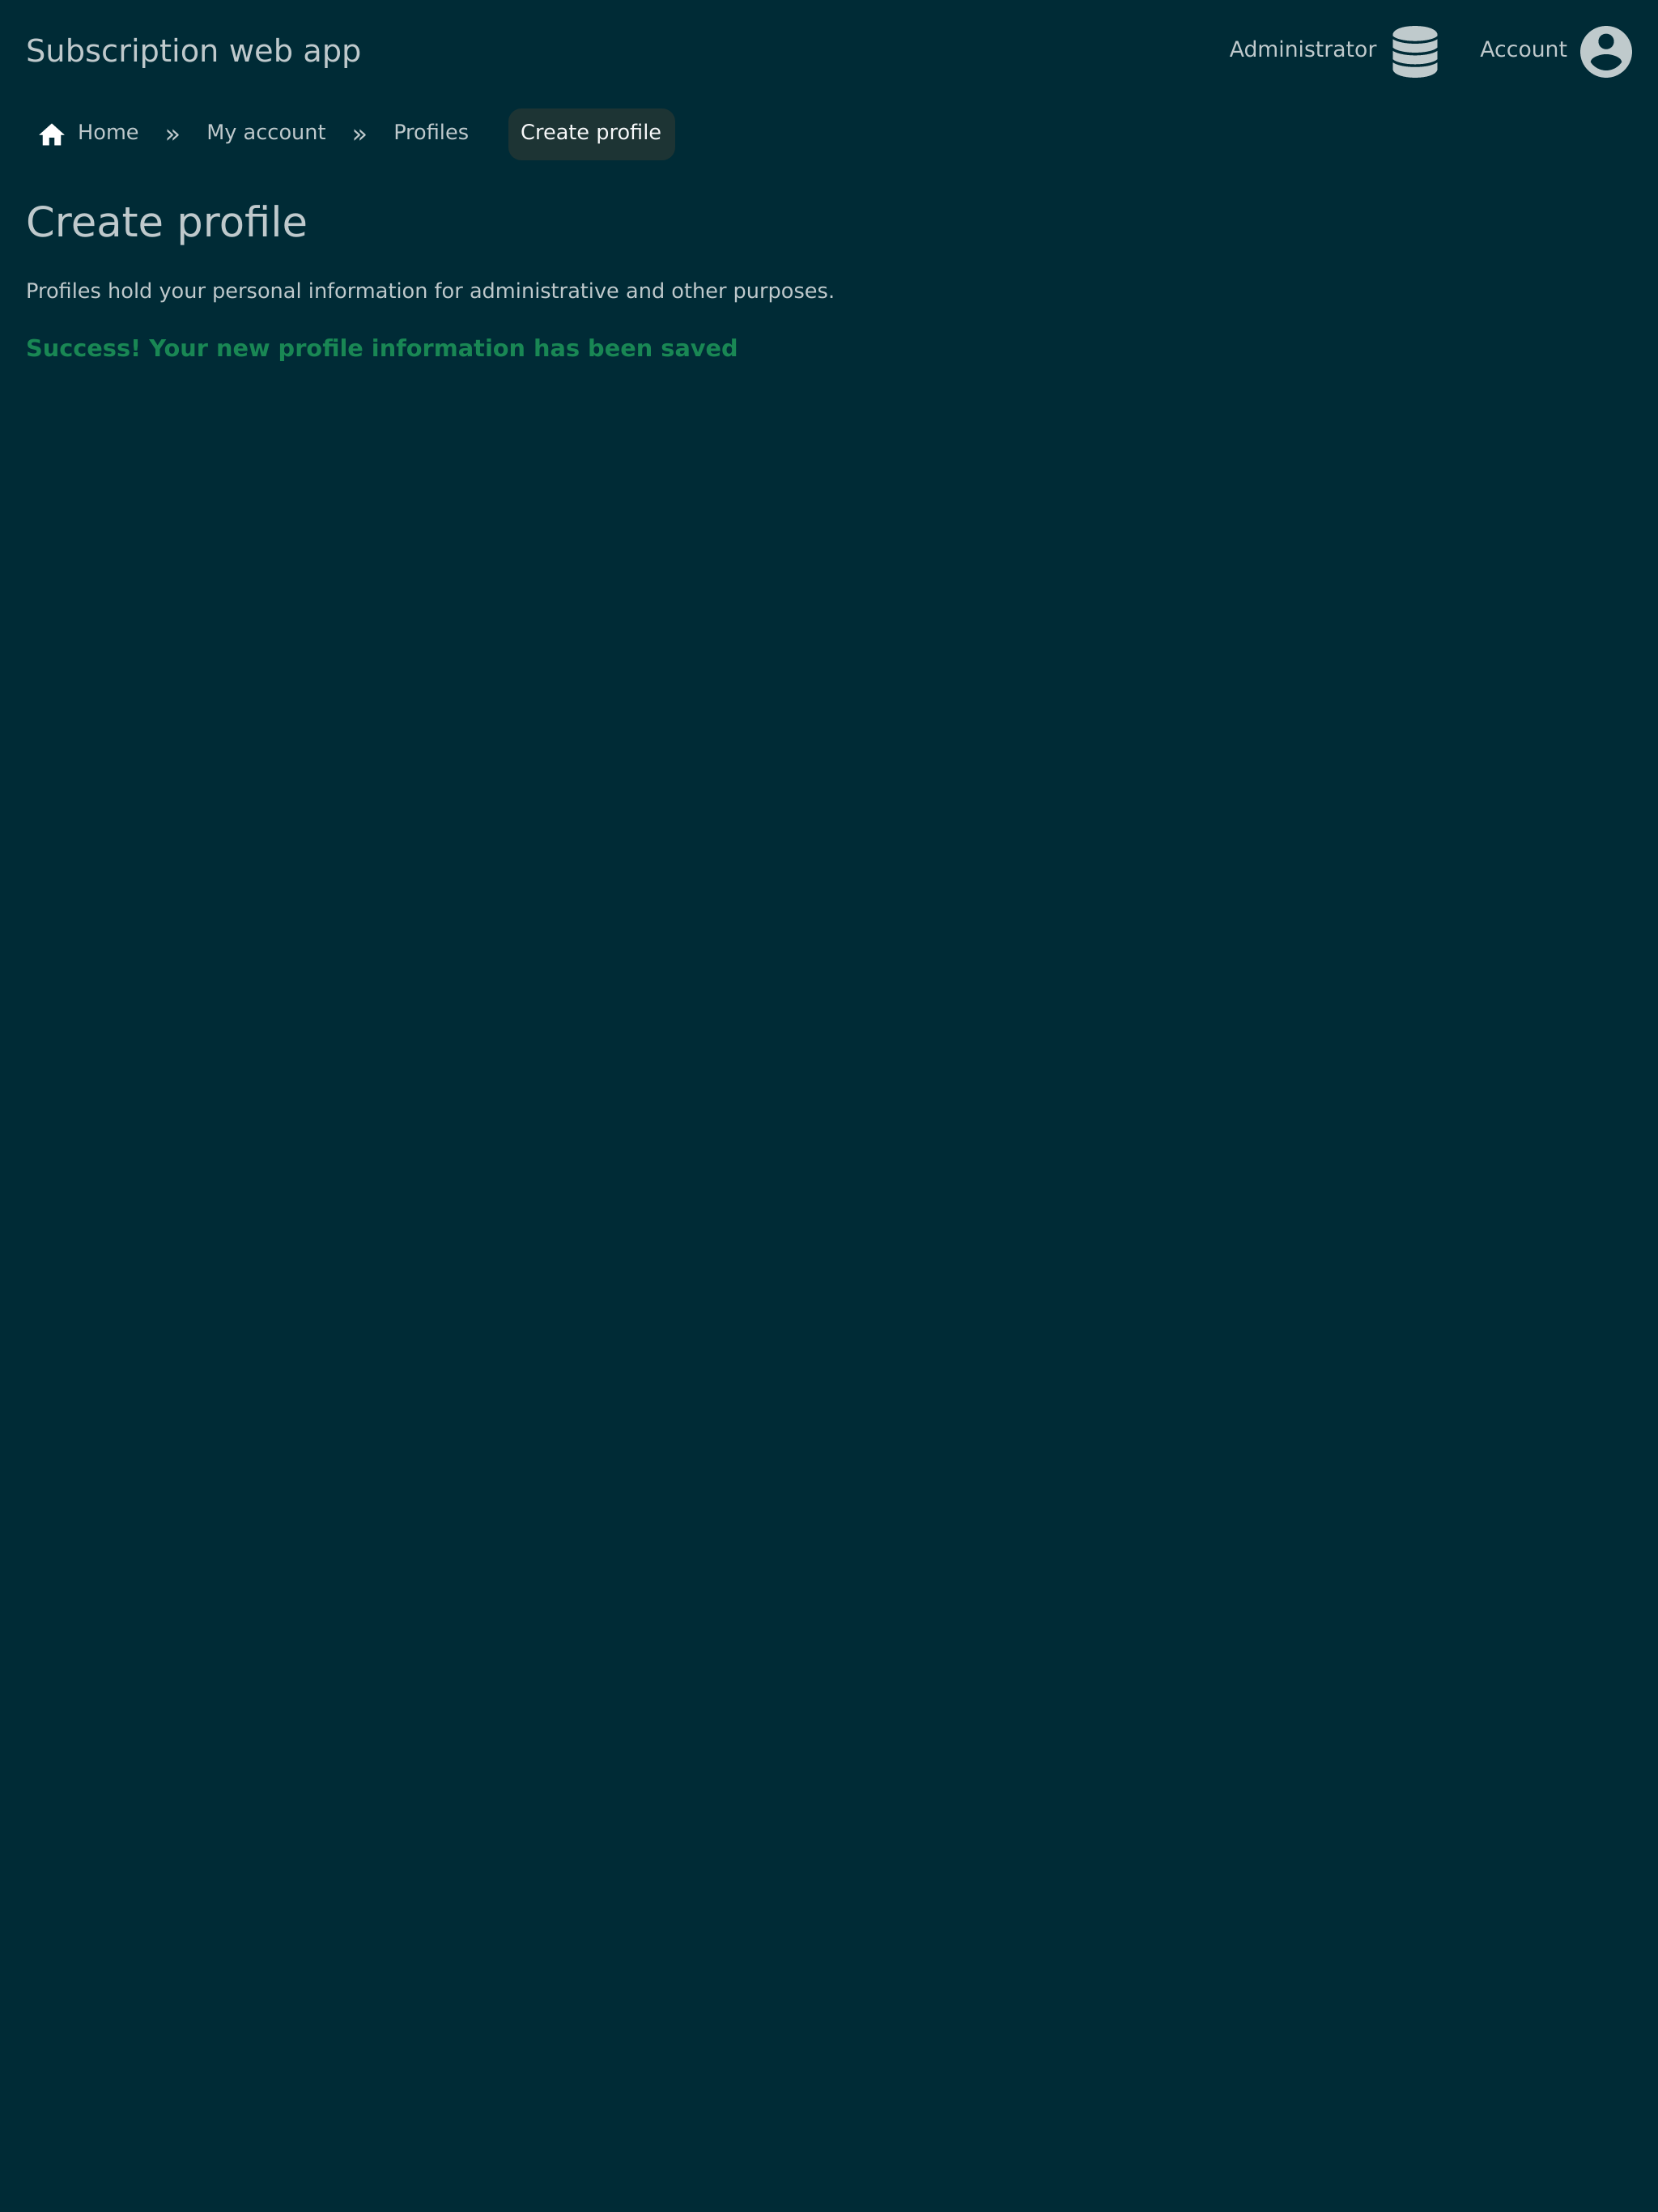 Subscription web app
Administrator
Account
Home » My account » Profiles Create profile
Create profile
Profiles hold your personal information for administrative and other purposes.
Success! Your new profile information has been saved